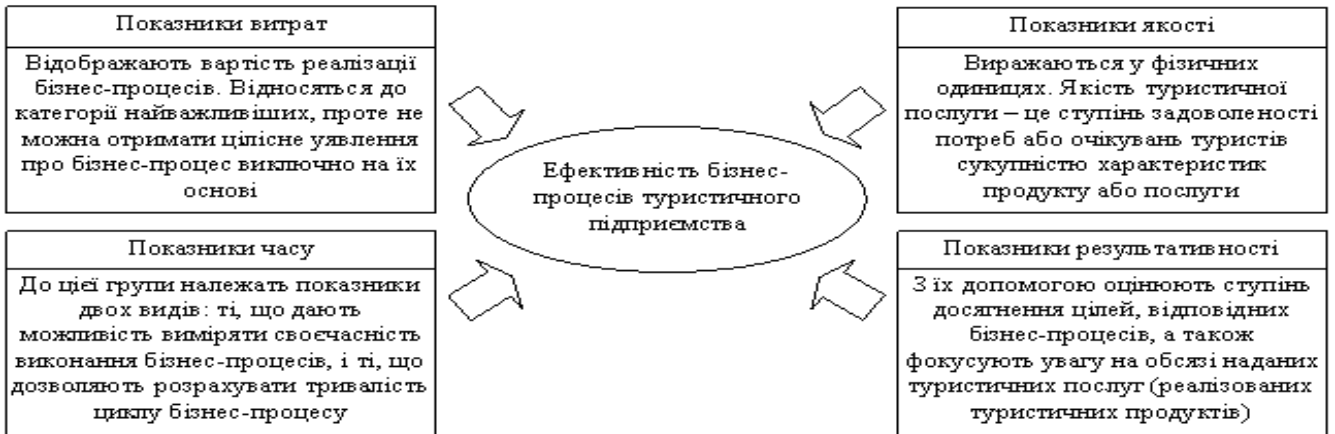 Показники витрат
Відображають вартість реалізації
бізнес-процесів. Відносяться до
категорії найважливіших, проте не
можна отримати цілісне уявлення
про бізнес-процес виключно на їх
основі
Показники часу
До цієї групи належать показники
двох видів: ті, що дають
можливість виміряти своєчасність
виконання бізнес-процесів, і ті, що
дозволяють розрахувати тривалість
циклу бізнес-процесу
Ефективність бізнес-
процесів туристичного
підприємства
Показники якості
Виражаються у фізичних
одиницях. Якість туристичної
послуги – це ступінь задоволеності
потреб або очікувань туристів
сукупністю характеристик
продукту або послуги
Показники результативності
З їх допомогою оцінюють ступінь
досягнення цілей, відповідних
бізнес-процесів, а також
фокусують увагу на обсязі наданих
туристичних послуг (реалізованих
туристичних продуктів)